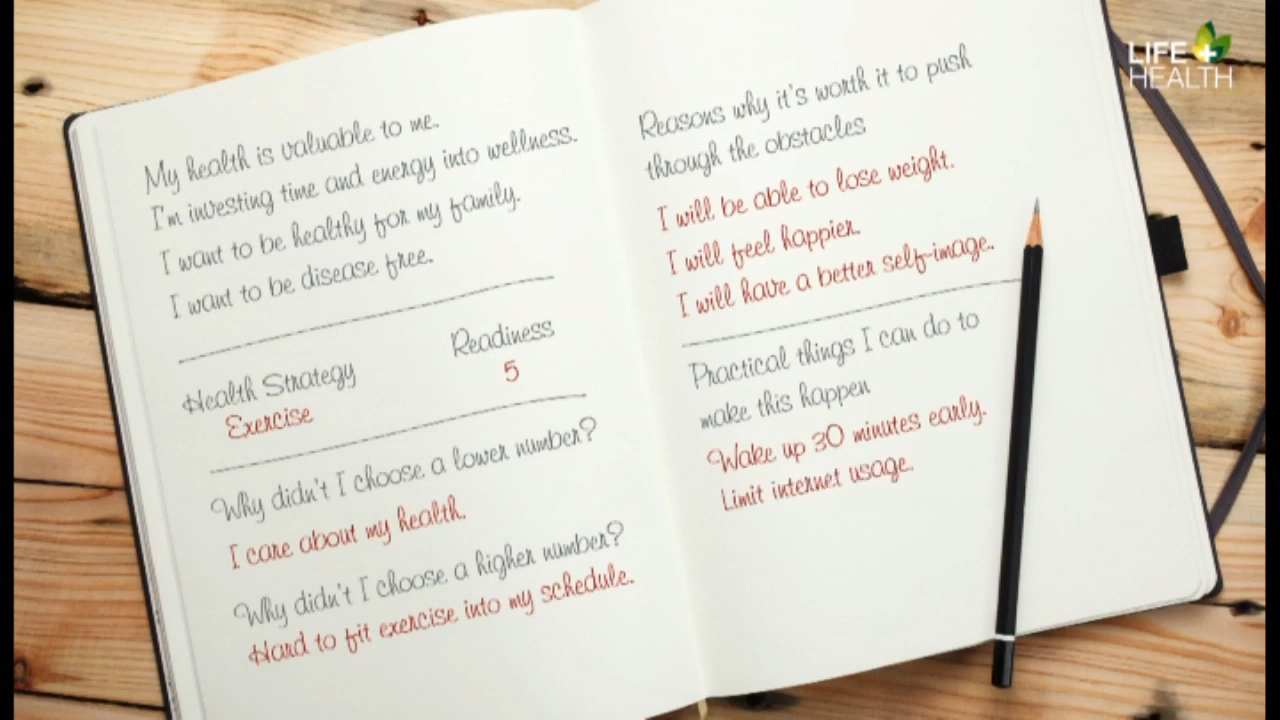 My health is valuable to me.
I'm investing time and energy into wellness.
I want to be healthy for my family.
I want to be disease free.
Health Strategy
Readiness
Exercise
5
Why didn't I choose a lower number?
I care about my health.
Why didn't I choose a higher number?
Hard to fit exercise into my schedule.
Reasons why it's worth it to push
through the obstacles
I will be able to lose weight.
I will feel happier.
I will have a better self-image.
Practical things I can do to
make this happen
Wake up 30 minutes early.
Limit internet usage.
LIFE +
HEALTH